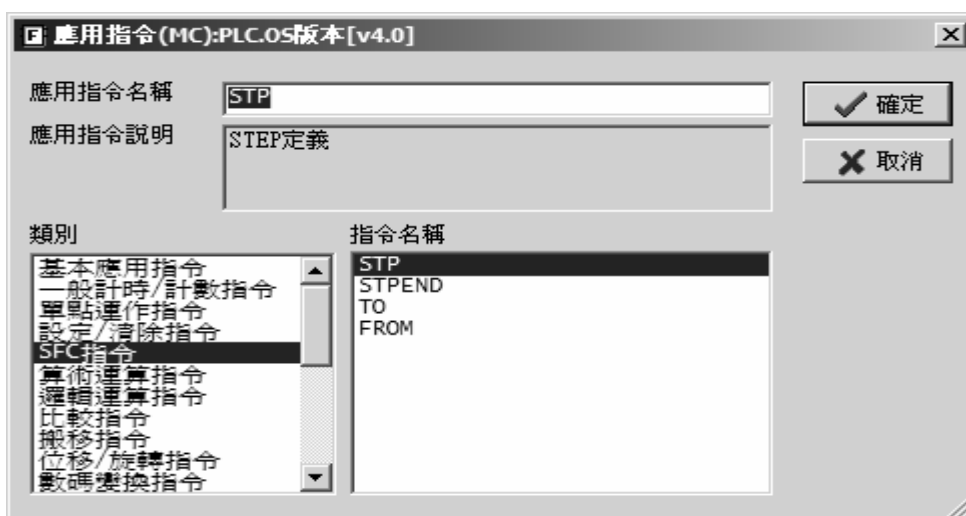 F 應用指令(MC):PLC.OS版本[v4.0]
應用指令名稱
STP
確定
應用指令說明
STEP定義
取消
類別
指令名稱
基本應用指令
一般計時/計數指令
單點運作指令
設定/清除指令
SFC指令
算術運算指令
邏輯運算指令
比較指令
搬移指令
位移/旋轉指令
數碼變換指令
STP
STPEND
TO
FROM